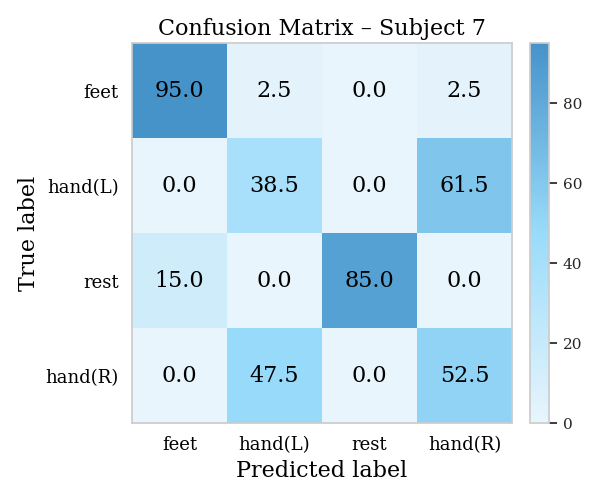 Confusion Matrix – Subject 7
feet 95.0 2.5 0.0 2.5
hand(L) 0.0 38.5 0.0 61.5
rest 15.0 0.0 85.0 0.0
hand(R) 0.0 47.5 0.0 52.5
feet hand(L) rest hand(R)
Predicted label
True label
80
60
40
20
0